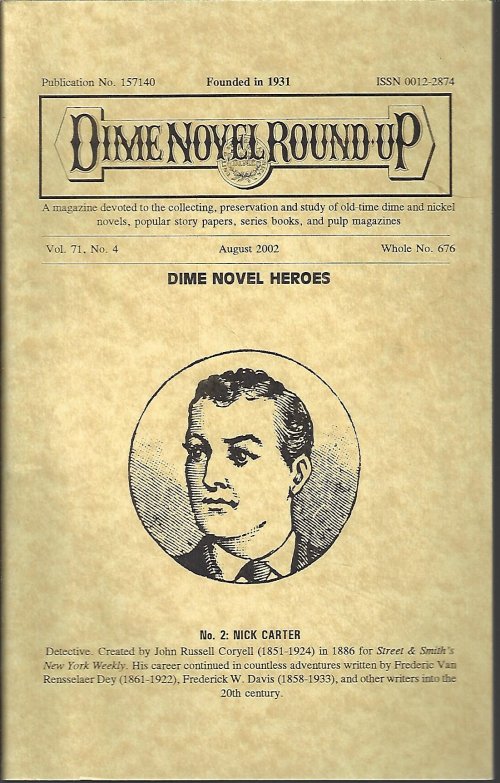 Publication No. 157140 Founded in 1931 ISSN 0012-2874
DIME NOVEL ROUND-UP
A magazine devoted to the collecting, preservation and study of old-time dime and nickel
novels, popular story papers, series books, and pulp magazines
Vol. 71, No. 4 August 2002 Whole No. 676
DIME NOVEL HEROES
No. 2: NICK CARTER
Detective. Created by John Russell Coryell (1851-1924) in 1886 for Street & Smith's
New York Weekly. His career continued in countless adventures written by Frederic Van
Rensselaer Dey (1861-1922), Frederick W. Davis (1858-1933), and other writers into the
20th century.